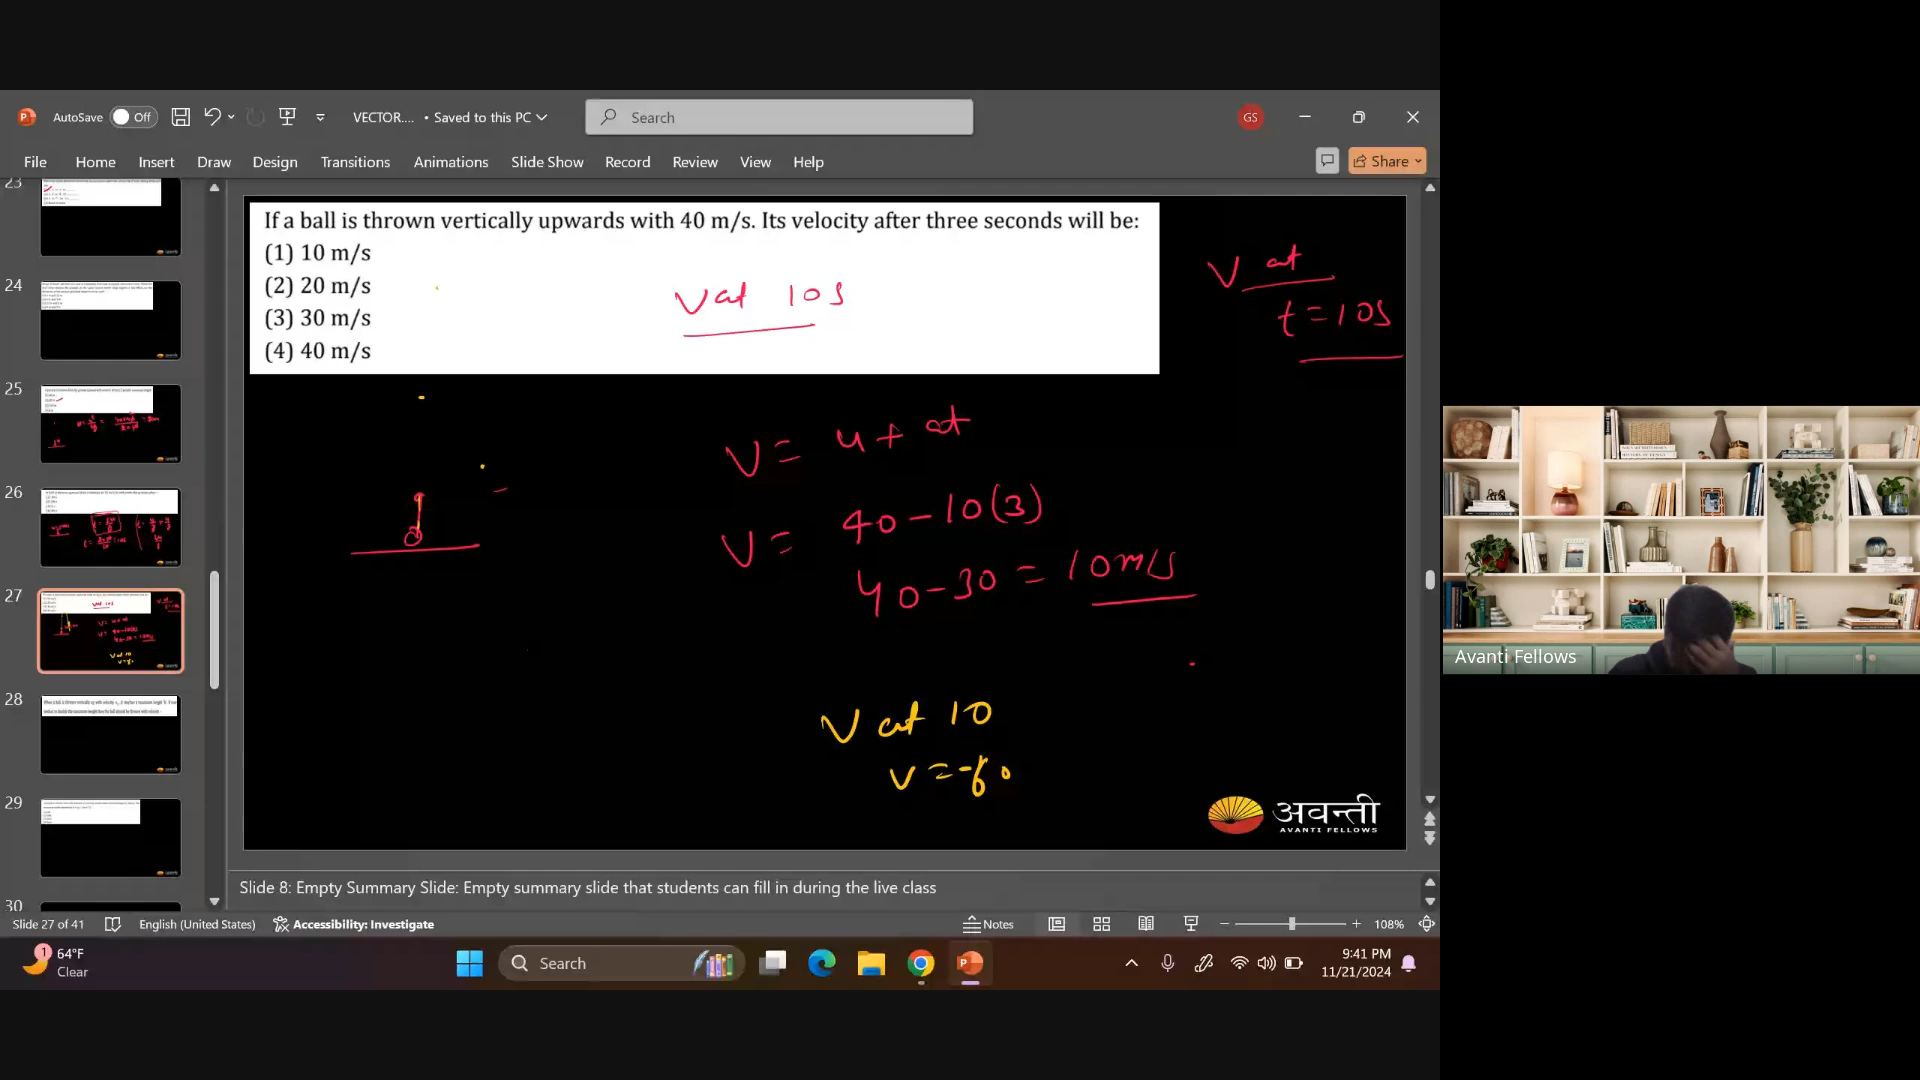 AutoSave Off VECTOR.... • Saved to this PC Search GS
File Home Insert Draw Design Transitions Animations Slide Show Record Review View Help Share
23
24
25
26
27
28
29
30
If a ball is thrown vertically upwards with 40 m/s. Its velocity after three seconds will be:
(1) 10 m/s
(2) 20 m/s
(3) 30 m/s
(4) 40 m/s
V at 10s
V at
t = 10s
V = u + at
V = 40 - 10(3)
40 - 30 = 10 m/s
V at 10
V = -60
अवन्ती
AVANTI FELLOWS
Avanti Fellows
Slide 8: Empty Summary Slide: Empty summary slide that students can fill in during the live class
Slide 27 of 41 English (United States) Accessibility: Investigate Notes 108%
1 64°F
Clear
Search
9:41 PM
11/21/2024